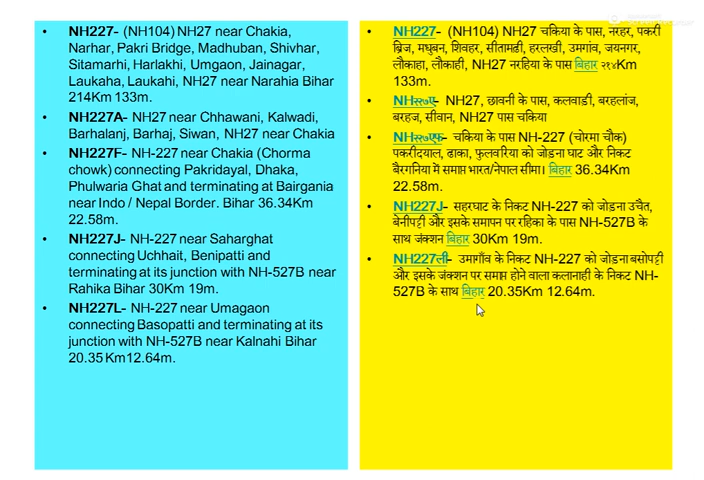 • NH227- (NH104) NH27 near Chakia,
Narhar, Pakri Bridge, Madhuban, Shivhar,
Sitamarhi, Harlakhi, Umgaon, Jainagar,
Laukaha, Laukahi, NH27 near Narahia Bihar
214Km 133m.
• NH227A- NH27 near Chhawani, Kalwadi,
Barhalanj, Barhaj, Siwan, NH27 near Chakia
• NH227F- NH-227 near Chakia (Chorma
chowk) connecting Pakridayal, Dhaka,
Phulwaria Ghat and terminating at Bairgania
near Indo / Nepal Border. Bihar 36.34Km
22.58m.
• NH227J- NH-227 near Saharghat
connecting Uchhait, Benipatti and
terminating at its junction with NH-527B near
Rahika Bihar 30Km 19m.
• NH227L- NH-227 near Umagaon
connecting Basopatti and terminating at its
junction with NH-527B near Kalnahi Bihar
20.35 Km12.64m.
• NH227- (NH104) NH27 चकिया के पास, नरहर, पकरी
ब्रिज, मधुबन, शिवहर, सीतामढी, हरलखी, उमगांव, जयनगर,
लौकाहा, लौकाही, NH27 नरहिया के पास बिहार २१४Km
133m.
• NH२२७ए- NH27, छावनी के पास, कलवाड़ी, बरहलांज,
बरहज, सीवान, NH27 पास चकिया
• NH२२७एफ- चकिया के पास NH-227 (चोरमा चौक)
पकरीदयाल, ढाका, फुलवरिया को जोड़ना घाट और निकट
बैरगनिया में समाप्त भारत/नेपाल सीमा। बिहार 36.34Km
22.58m.
• NH227J- सहरघाट के निकट NH-227 को जोड़ना उचैत,
बेनीपट्टी और इसके समापन पर रहिका के पास NH-527B के
साथ जंक्शन बिहार 30Km 19m.
• NH227ली- उमागाँव के निकट NH-227 को जोड़ना बसोपट्टी
और इसके जंक्शन पर समाप्त होने वाला कलानाही के निकट NH-
527B के साथ बिहार 20.35Km 12.64m.